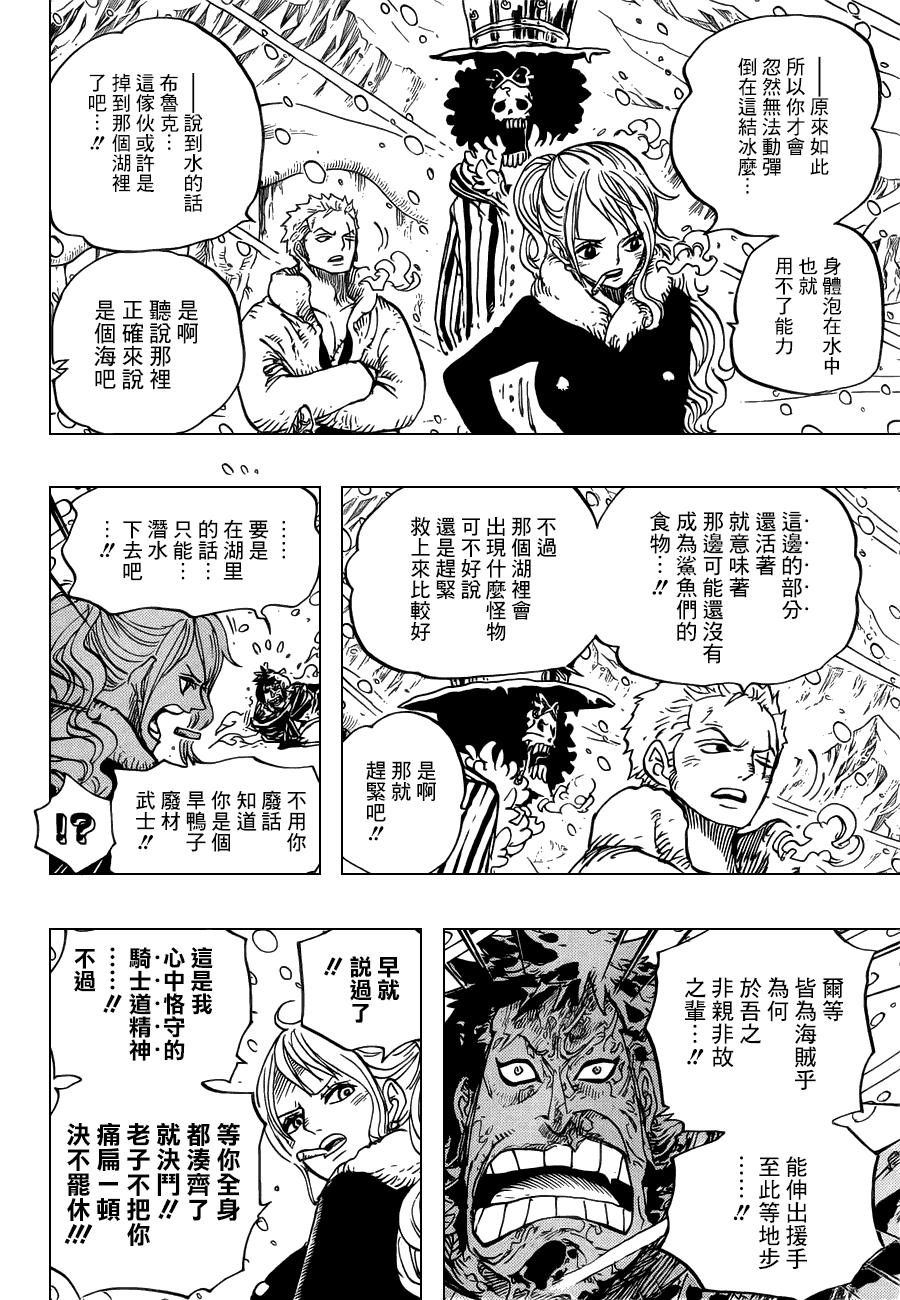 ——原來如此
所以你才會
忽然無法動彈
倒在這結冰麼…
身體泡在水中
也就
用不了能力
——說到水的話
布魯克…
這傢伙或許是
掉到那個湖裡
了吧…!!
是啊
聽說那裡
正確來說
是個海吧
這邊的部分
還活著
就意味著
那邊可能還沒有
成為鯊魚們的
食物…!!
不過
那個湖裡會
出現什麼怪物
可不好說
還是趕緊
救上來比較好
是啊
那就
趕緊吧!!
……
要是
在湖里
的話…
只能…
潛水
下去吧
…!!
不用你
廢話
知道
你是個
旱鴨子
廢材
武士!!
!?
爾等
皆為海賊乎
為何
於吾之
非親非故
之輩…!!
能伸出援手
至此等地步
……!!
早就
說過了
!!
這是我
心中恪守的
騎士道精神
……!!
不過
等你全身
都湊齊了
就決鬥!!
老子不把你
痛扁一頓
決不罷休!!!